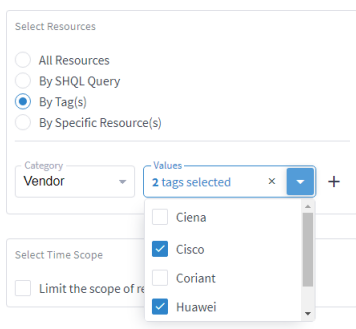 Select Resources
All Resources
By SHQL Query
By Tag(s)
By Specific Resource(s)
Category
Vendor
Values
2 tags selected
Ciena
Cisco
Coriant
Huawei
Select Time Scope
Limit the scope of